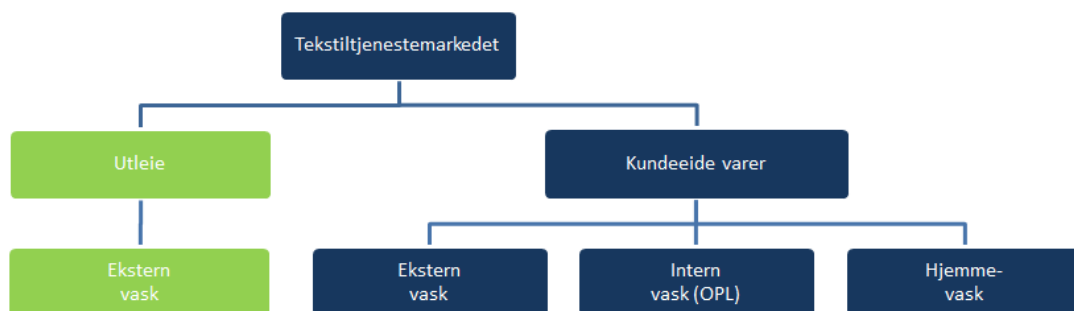 Tekstiltjenestemarkedet
Utleie
Kundeeide varer
Ekstern
vask
Ekstern
vask
Intern
vask (OPL)
Hjemme-
vask